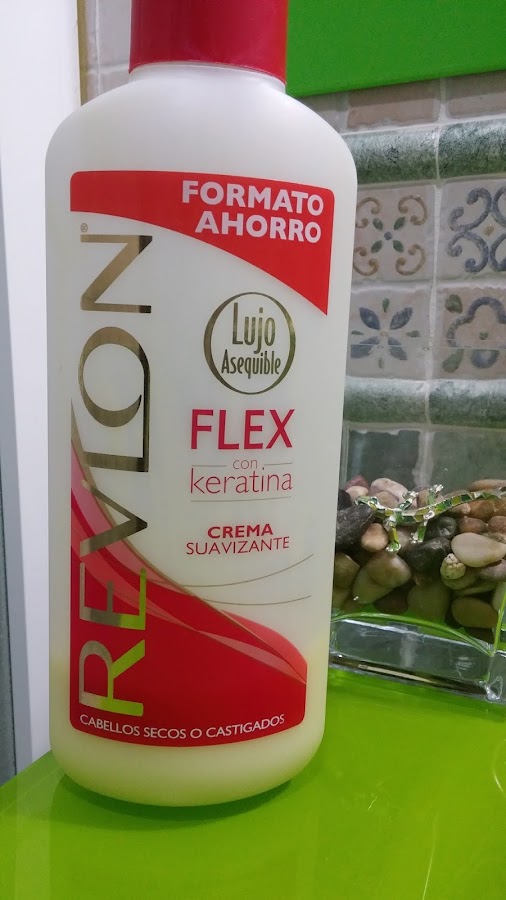 FORMATO
AHORRO
REVLON®
Lujo
Asequible
FLEX
con
keratina
CREMA
SUAVIZANTE
CABELLOS SECOS O CASTIGADOS